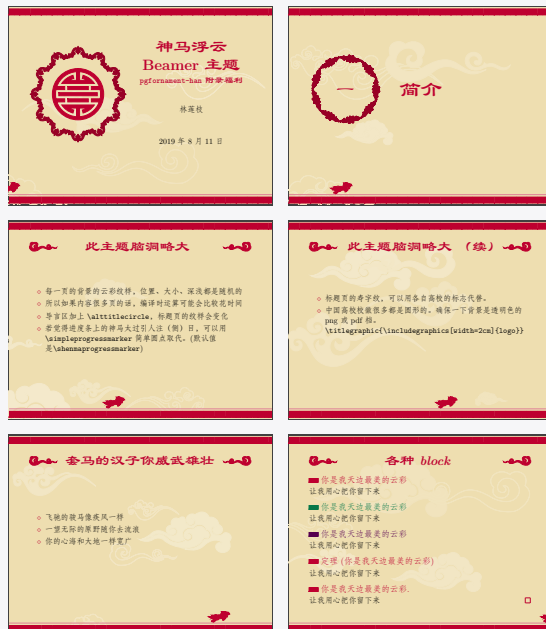 神马浮云
Beamer 主题
pgfornament-han 附录福利
林莲枝
2019 年 8 月 11 日
一
简介
此主题脑洞略大
每一页的背景的云彩纹样，位置、大小、深浅都是随机的
所以如果内容很多页的话，编译时运算可能会比较花时间
导言区加上 \alttitlecircle，标题页的纹样会变化
若觉得进度条上的神马太过引人注（侧）目，可以用
\simpleprogressmarker 简单圆点取代。(默认值
是\shenmaprogressmarker)
此主题脑洞略大 （续）
标题页的寿字纹，可以用各自高校的标志代替。
中国高校校徽很多都是圆形的。确保一下背景是透明色的
png 或 pdf 档。
\titlegraphic{\includegraphics[width=2cm]{logo}}
套马的汉子你威武雄壮
飞驰的骏马像疾风一样
一望无际的原野随你去流浪
你的心海和大地一样宽广
各种 block
你是我天边最美的云彩
让我用心把你留下来
你是我天边最美的云彩
让我用心把你留下来
你是我天边最美的云彩
让我用心把你留下来
定理 (你是我天边最美的云彩)
让我用心把你留下来
你是我天边最美的云彩.
让我用心把你留下来